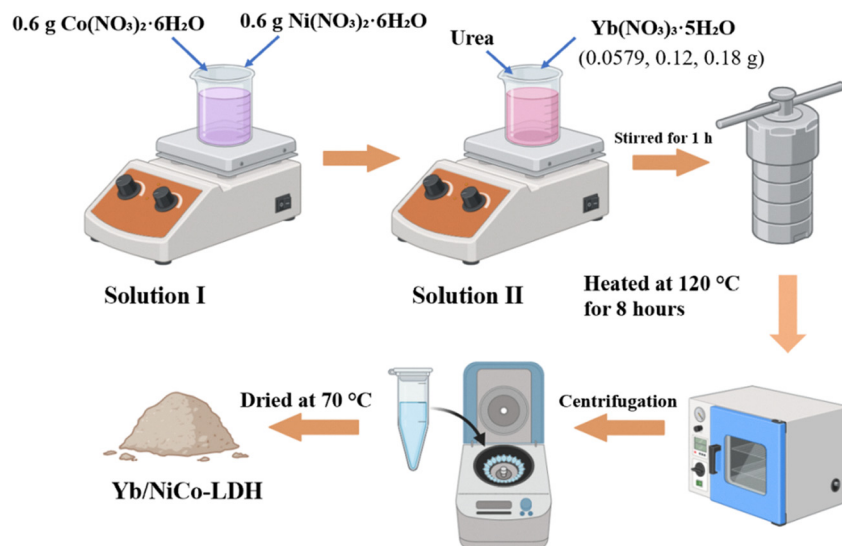 0.6 g Co(NO₃)₂·6H₂O
0.6 g Ni(NO₃)₂·6H₂O
Urea
Yb(NO₃)₃·5H₂O
(0.0579, 0.12, 0.18 g)
Stirred for 1 h
Solution I
Solution II
Heated at 120 °C
for 8 hours
Dried at 70 °C
Centrifugation
Yb/NiCo-LDH